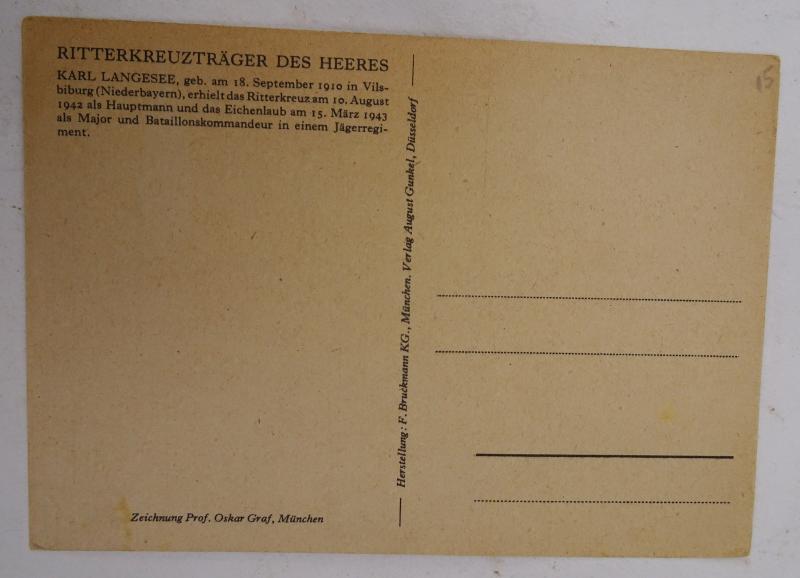 RITTERKREUZTRÄGER DES HEERES
KARL LANGESEE, geb. am 18. September 1910 in Vils-
biburg (Niederbayern), erhielt das Ritterkreuz am 10. August
1942 als Hauptmann und das Eichenlaub am 15. März 1943
als Major und Bataillonskommandeur in einem Jägerregi-
ment.
Zeichnung Prof. Oskar Graf, München
Herstellung: F. Bruckmann KG., München. Verlag August Gunkel, Düsseldorf
15